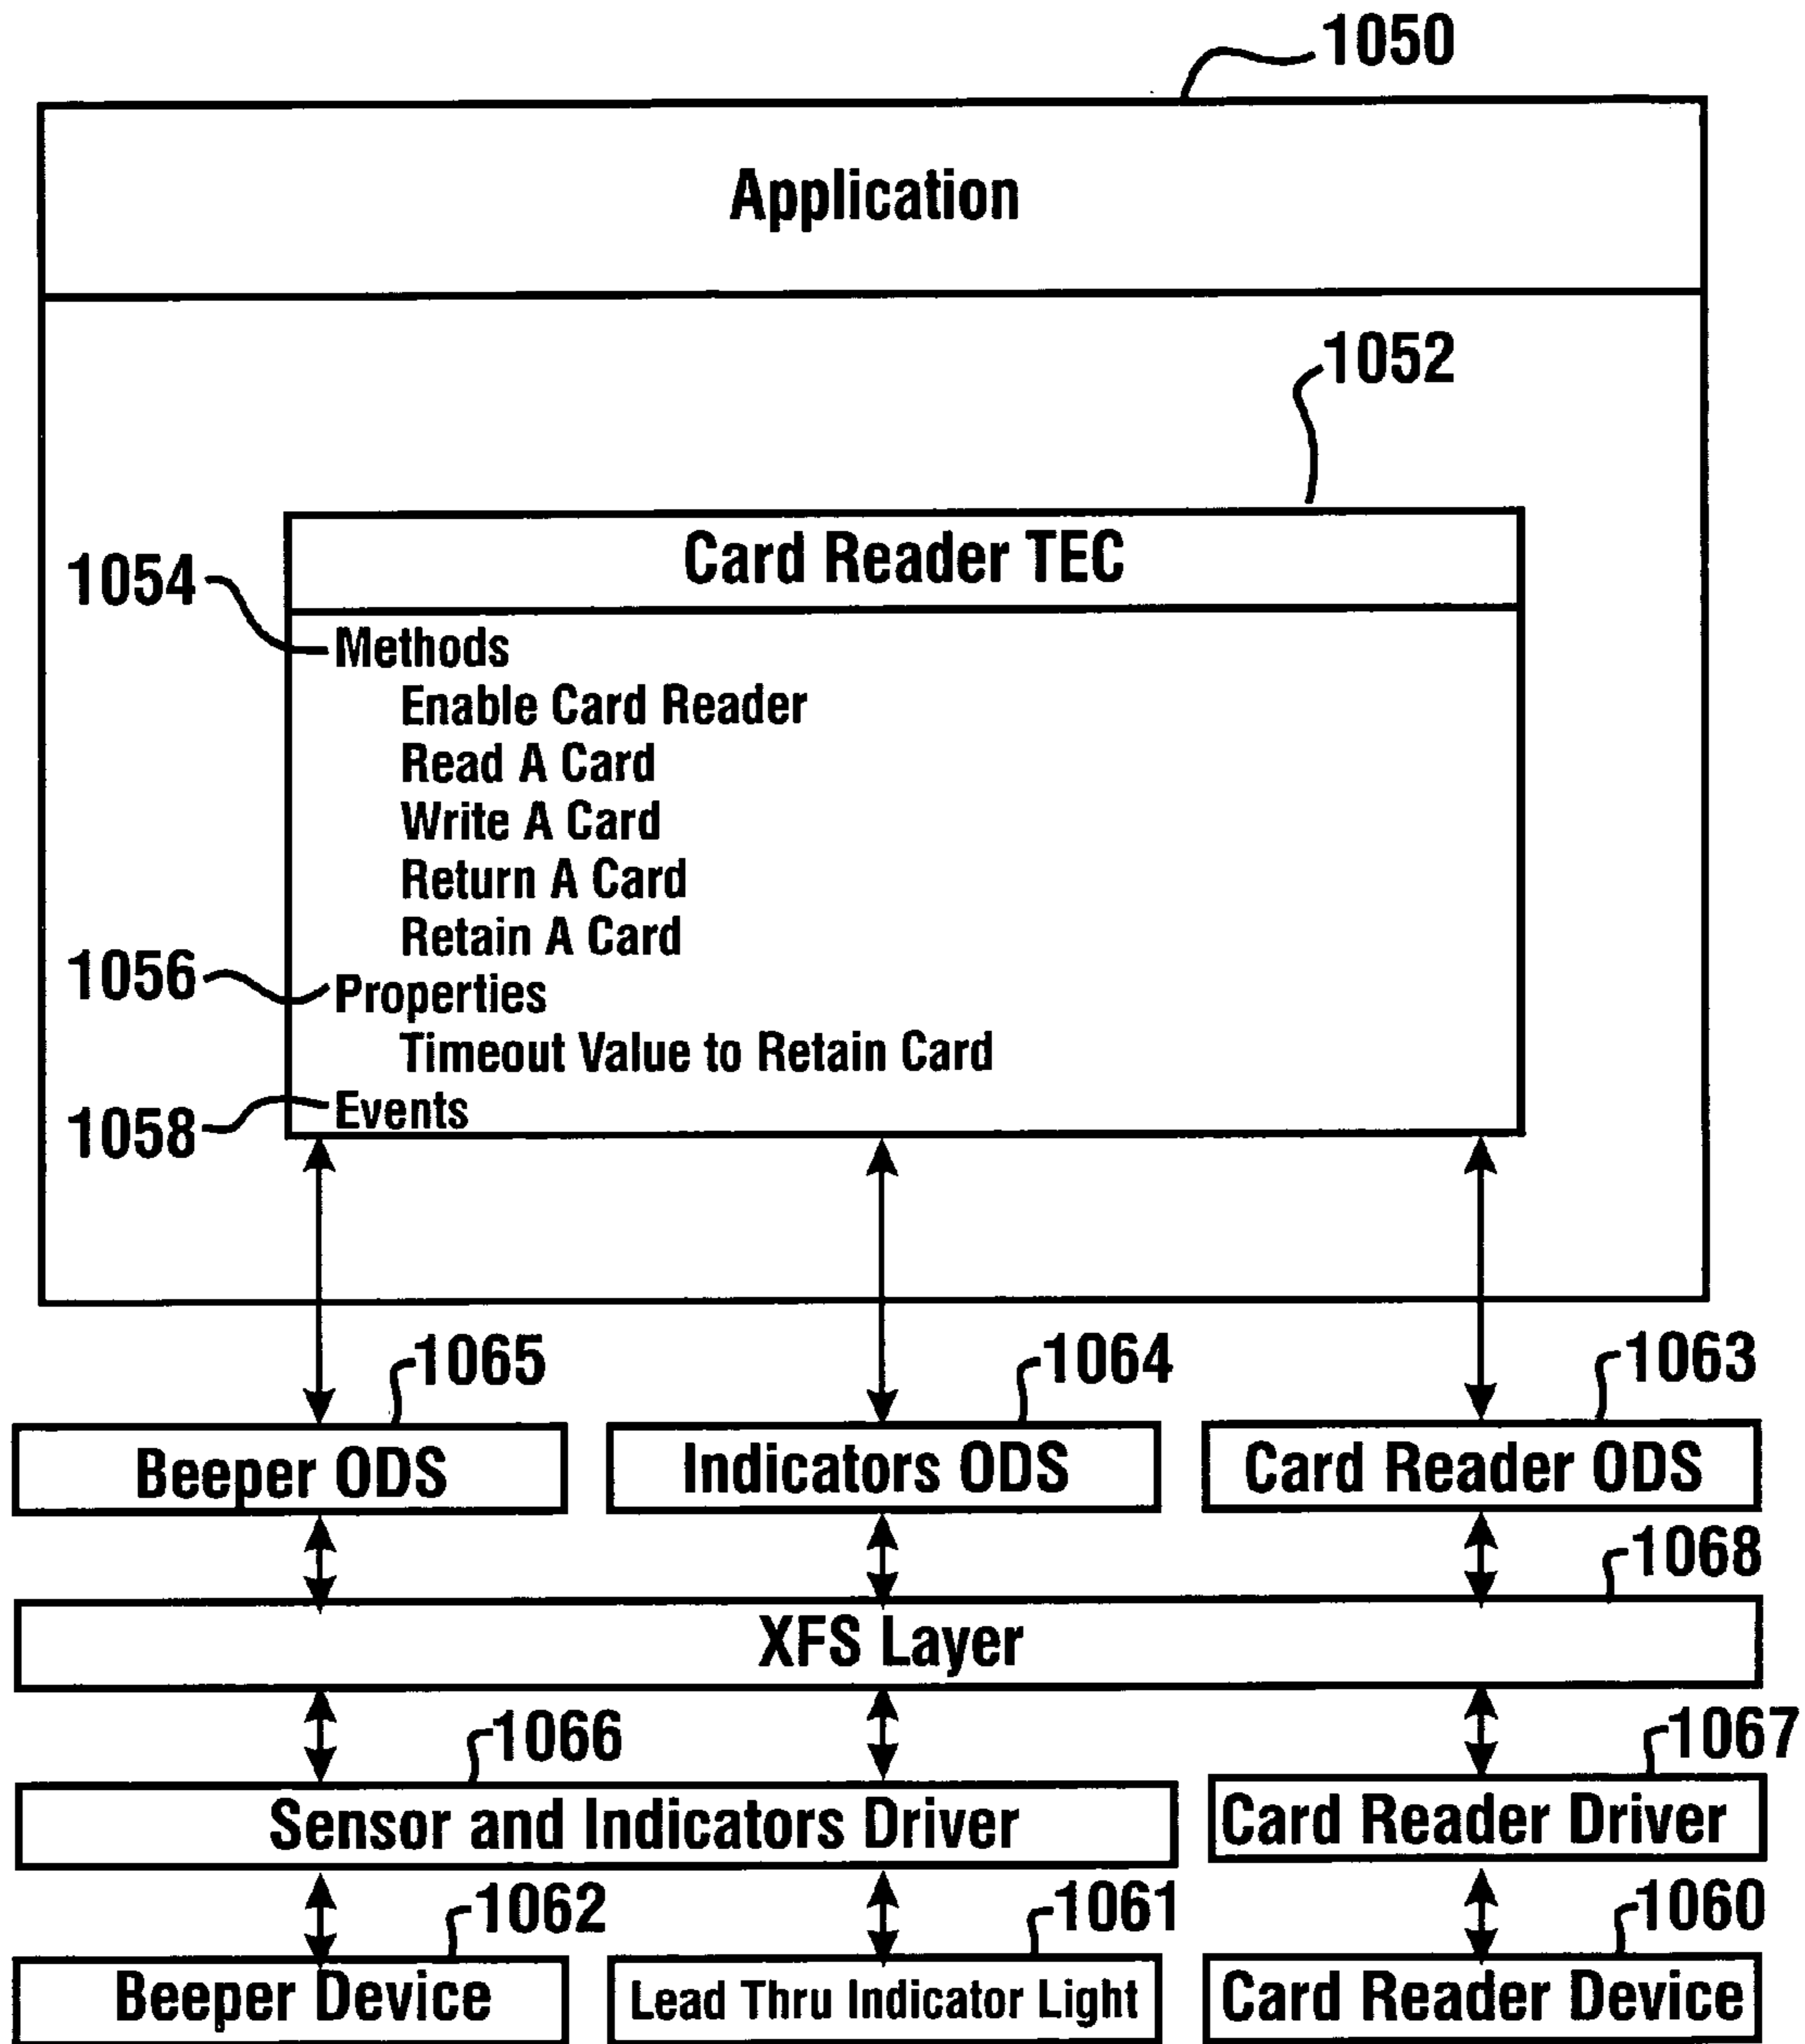 1050
Application
1052
Card Reader TEC
1054
Methods
Enable Card Reader
Read A Card
Write A Card
Return A Card
Retain A Card
1056
Properties
Timeout Value to Retain Card
1058
Events
1065
1064
1063
Beeper ODS
Indicators ODS
Card Reader ODS
1068
XFS Layer
1066
1067
Sensor and Indicators Driver
Card Reader Driver
1062
1061
1060
Beeper Device
Lead Thru Indicator Light
Card Reader Device